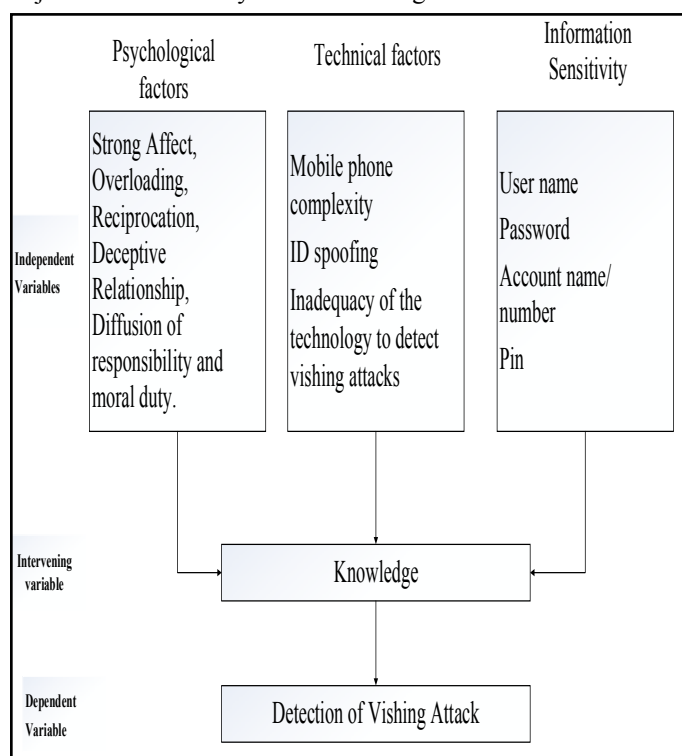 Psychological
factors
Technical factors
Information
Sensitivity
Independent
Variables
Strong Affect,
Overloading,
Reciprocation,
Deceptive
Relationship,
Diffusion of
responsibility and
moral duty.
Mobile phone
complexity
ID spoofing
Inadequacy of the
technology to detect
vishing attacks
User name
Password
Account name/
number
Pin
Intervening
variable
Knowledge
Dependent
Variable
Detection of Vishing Attack